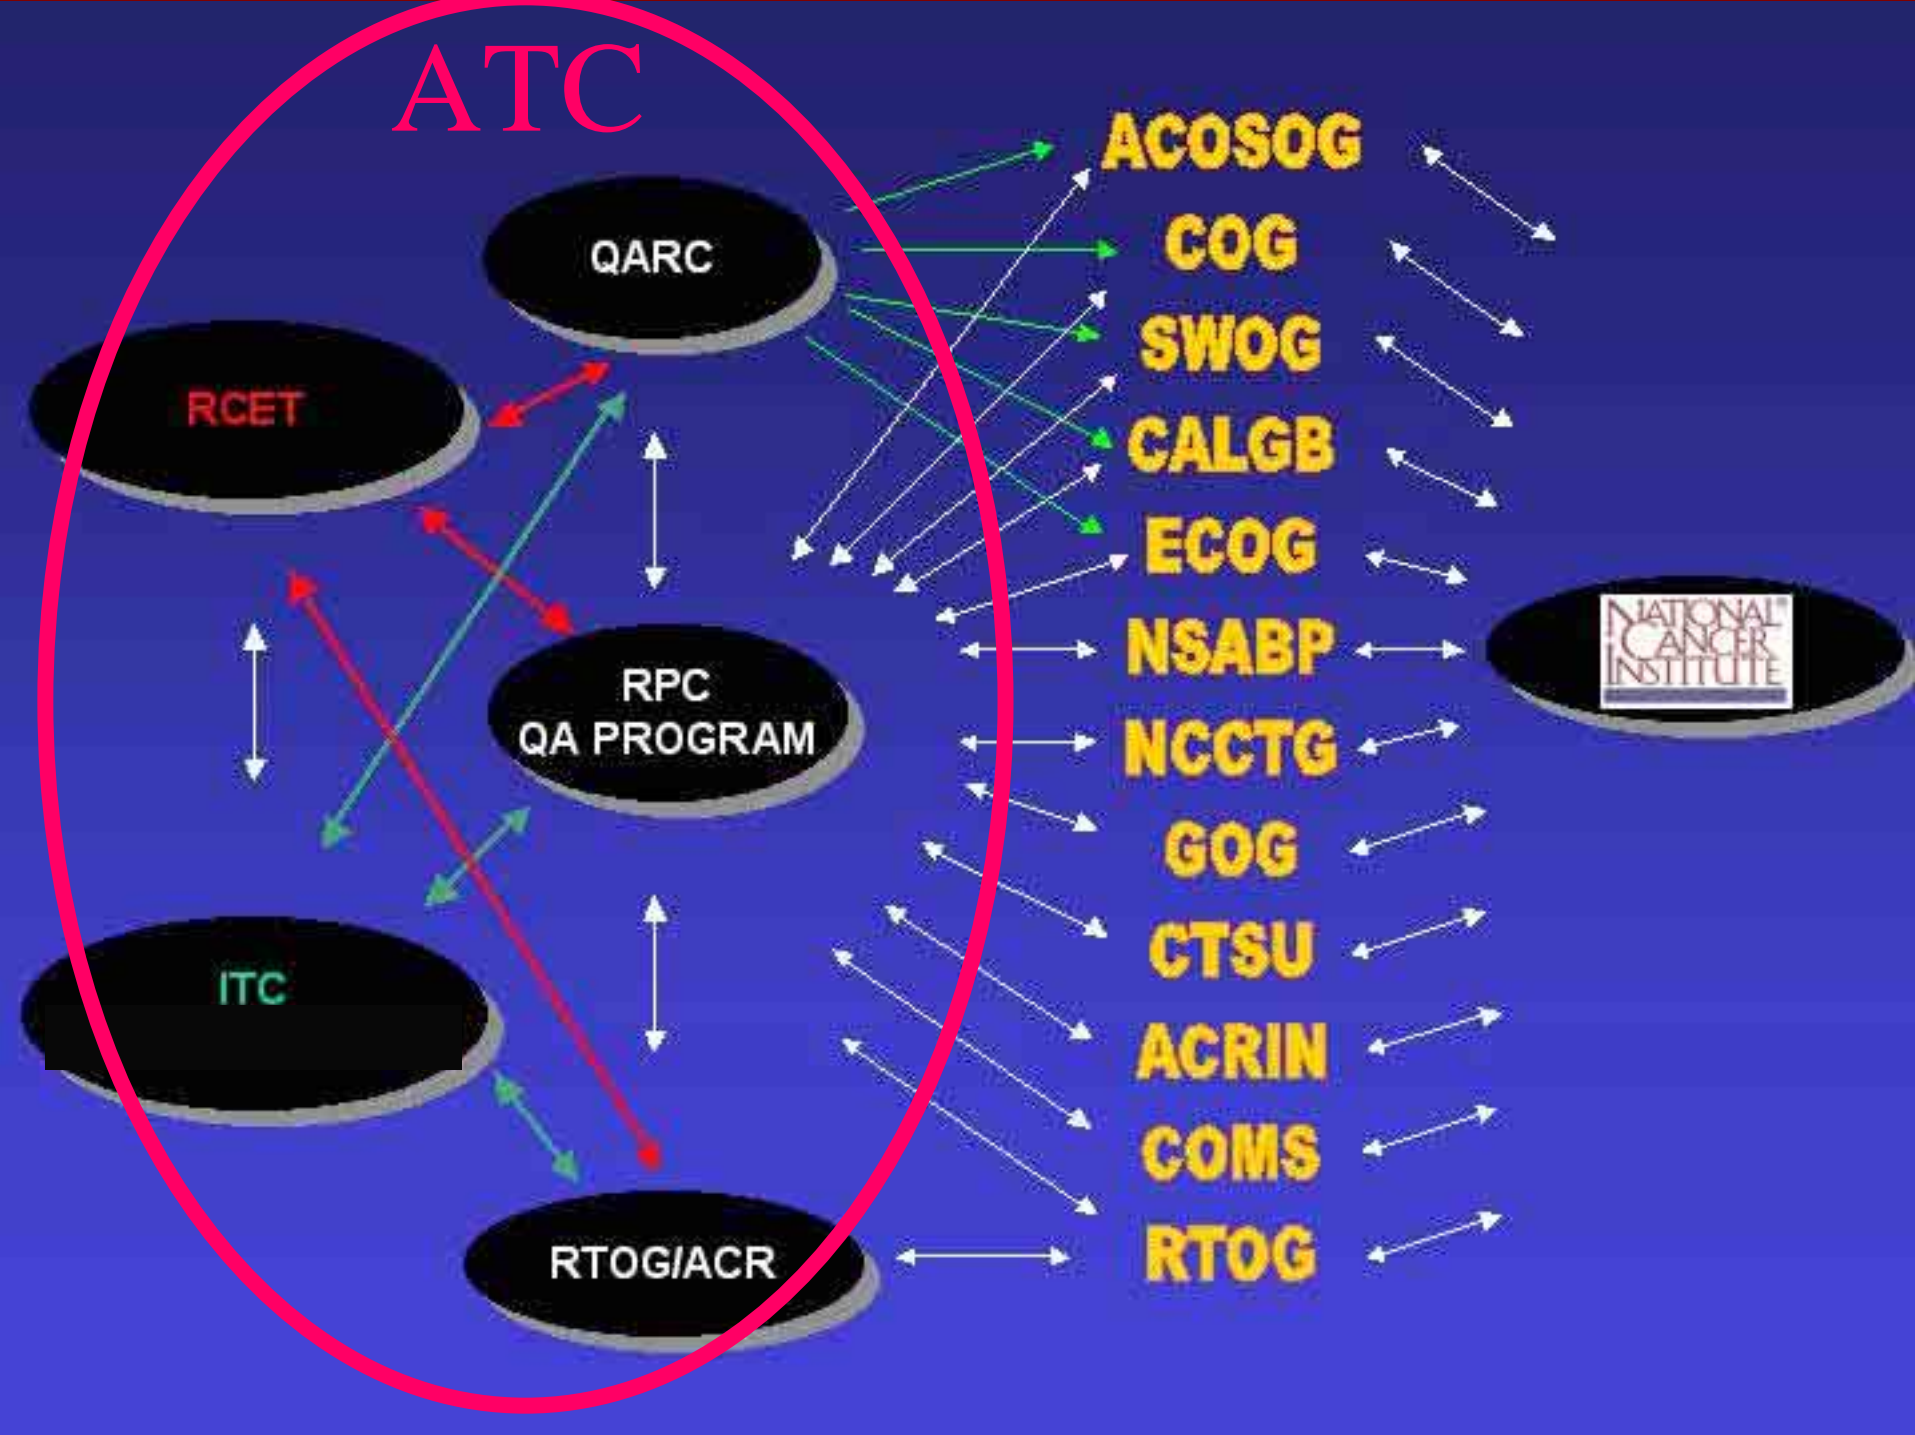 ATC
QARC
RCET
RPC
QA PROGRAM
ITC
RTOG/ACR
ACOSOG
COG
SWOG
CALGB
ECOG
NSABP
NCCTG
GOG
CTSU
ACRIN
COMS
RTOG
NATIONAL®
CANCER
INSTITUTE